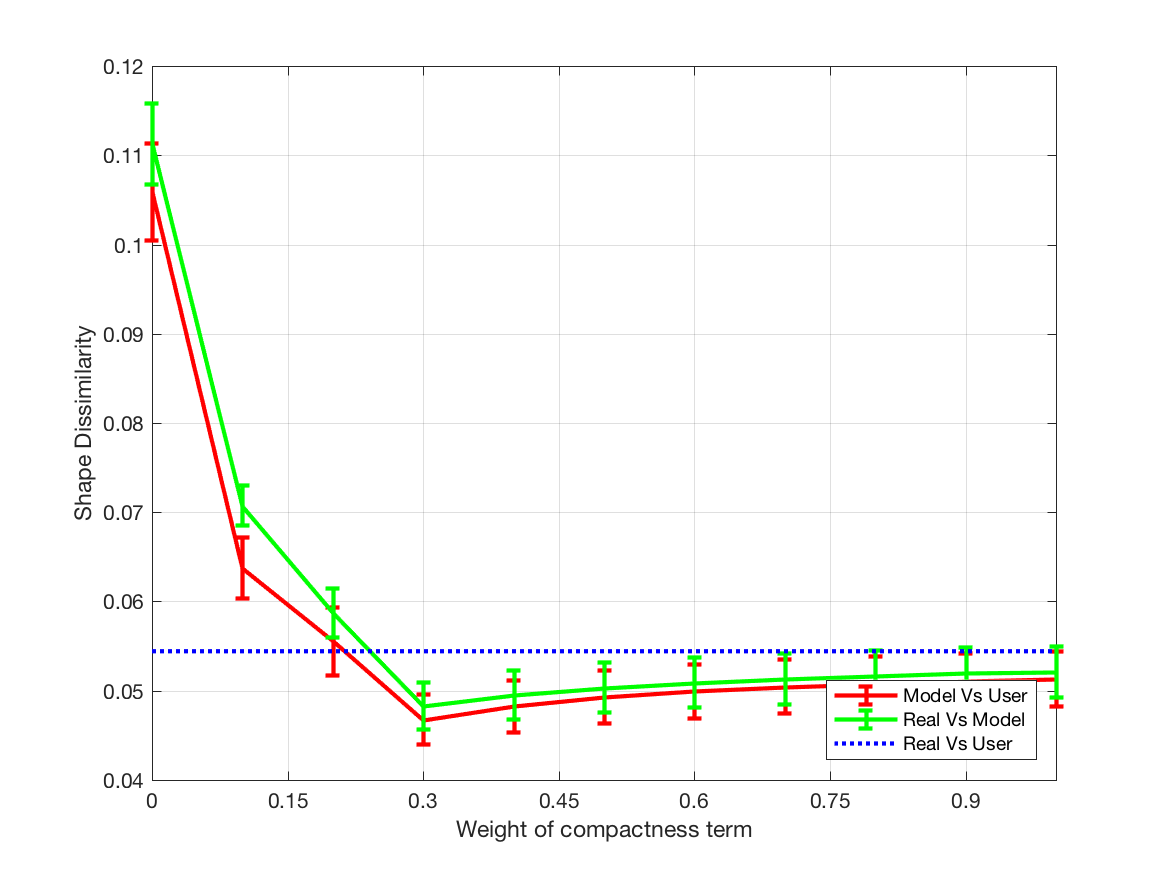 0.12
0.11
0.1
0.09
0.08
0.07
0.06
0.05
0.04
Shape Dissimilarity
0 0.15 0.3 0.45 0.6 0.75 0.9
Weight of compactness term
Model Vs User
Real Vs Model
Real Vs User